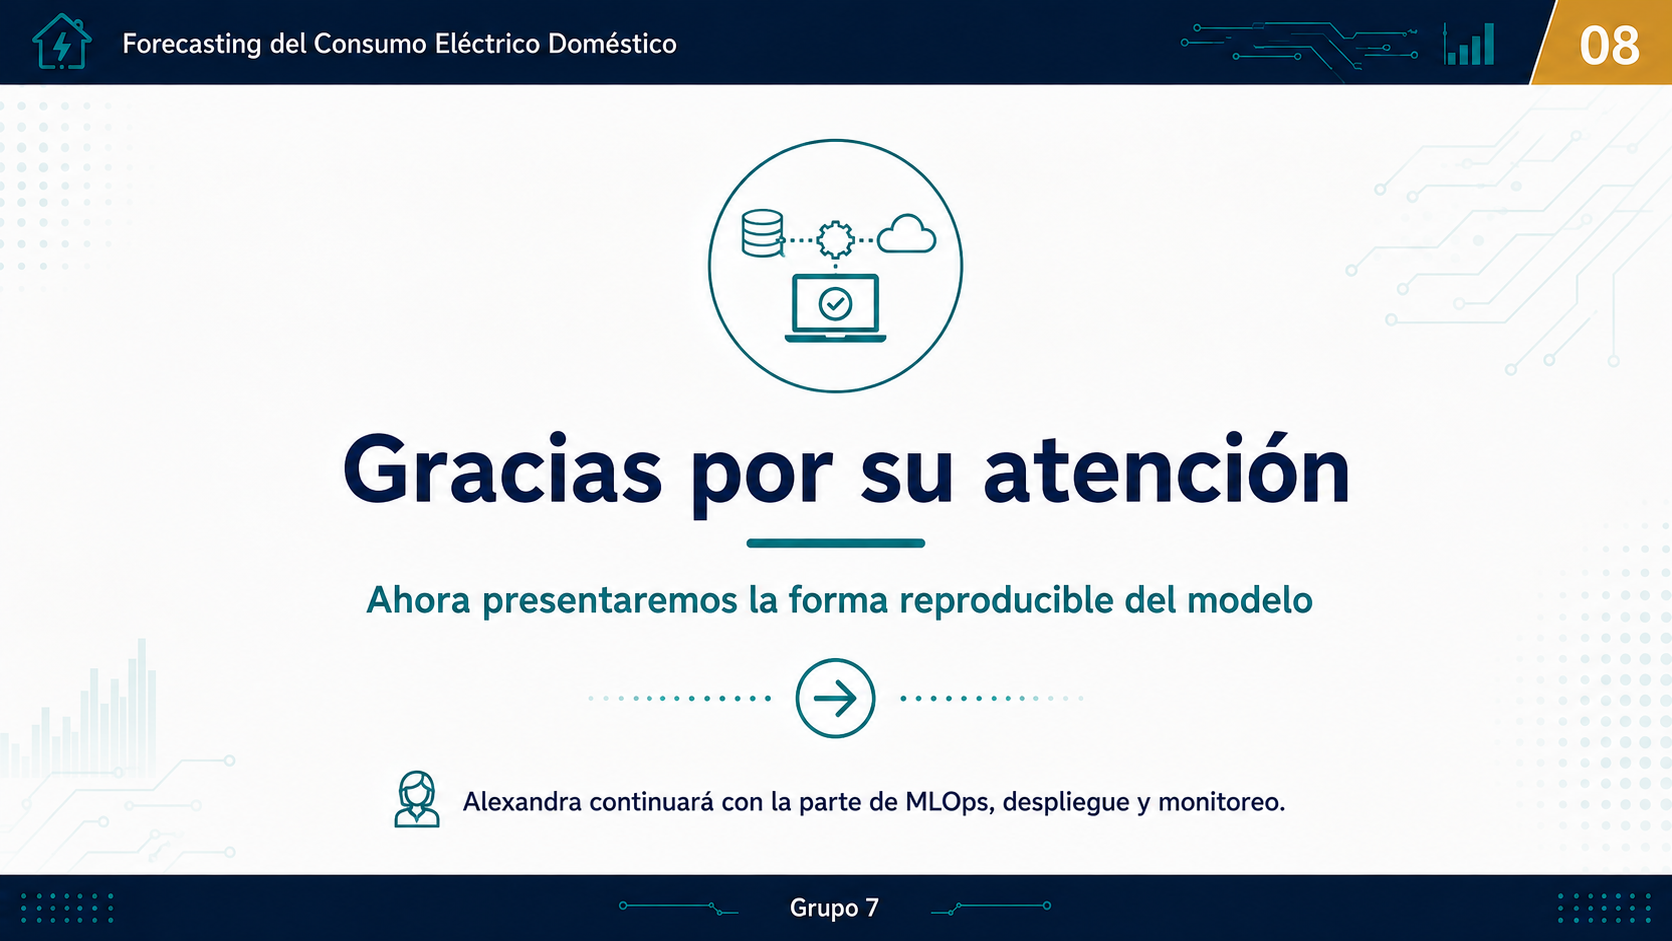 Forecasting del Consumo Eléctrico Doméstico
08
Gracias por su atención
Ahora presentaremos la forma reproducible del modelo
Alexandra continuará con la parte de MLOps, despliegue y monitoreo.
Grupo 7